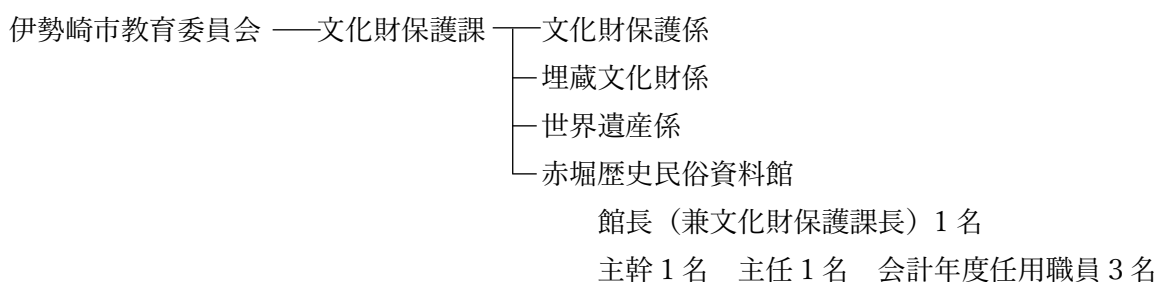 伊勢崎市教育委員会 文化財保護課 文化財保護係
埋蔵文化財係
世界遺産係
赤堀歴史民俗資料館
館長（兼文化財保護課長）1 名
主幹 1 名　主任 1 名　会計年度任用職員 3 名